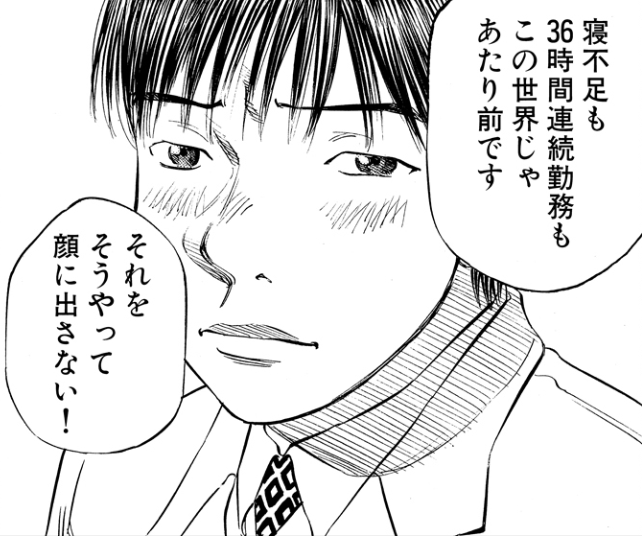 寝不足も
36時間連続勤務も
この世界じゃ
あたり前です
それを
そうやって
顔に出さない!